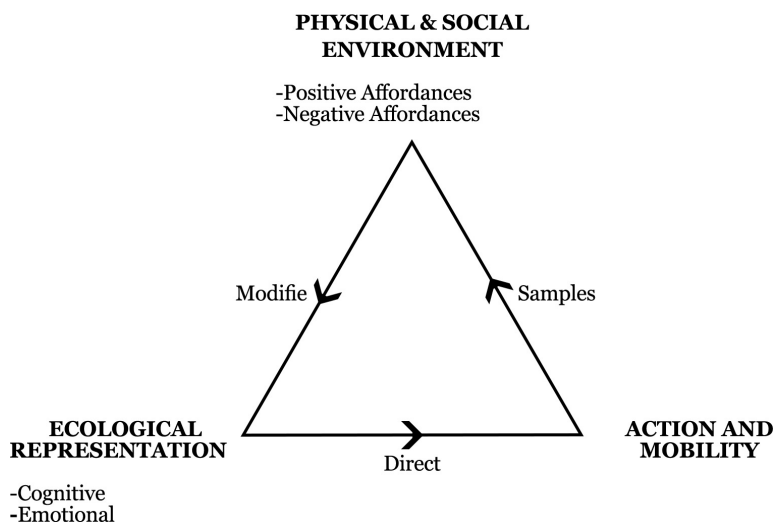 PHYSICAL & SOCIAL
ENVIRONMENT
-Positive Affordances
-Negative Affordances
Modifie
Samples
ECOLOGICAL
REPRESENTATION
ACTION AND
MOBILITY
Direct
-Cognitive
-Emotional